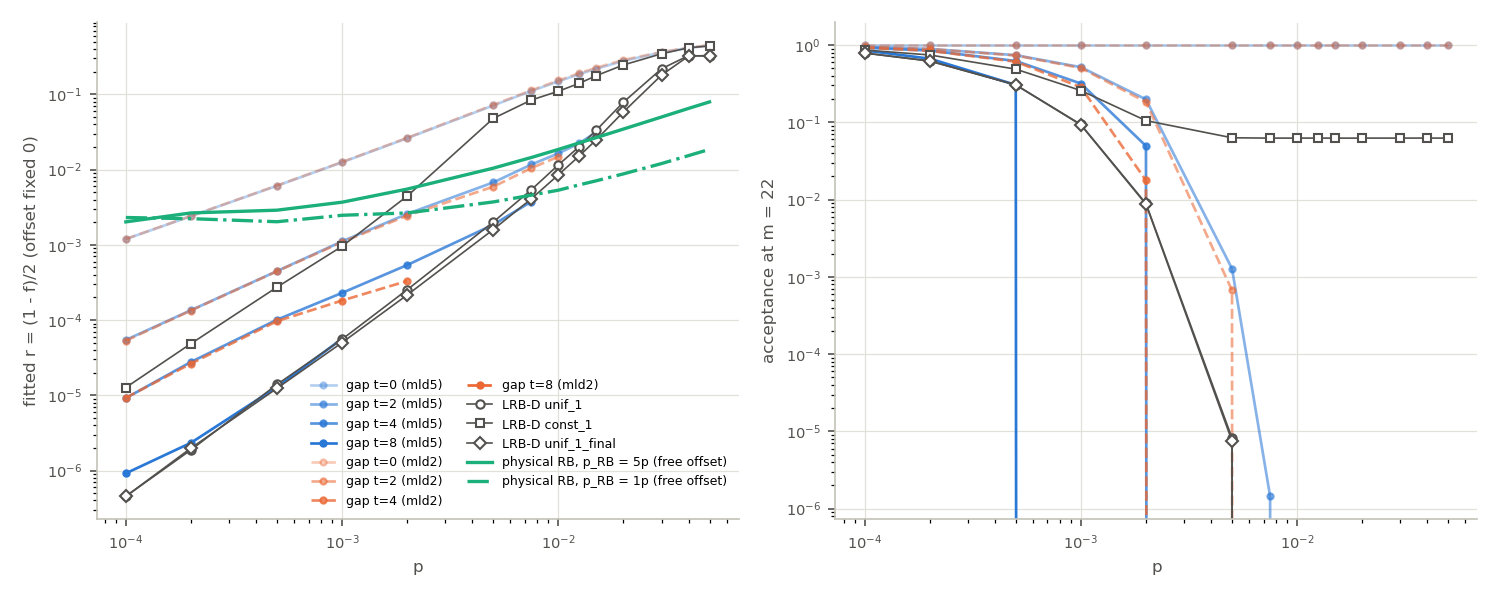 fitted r = (1 - f)/2 (offset fixed 0)
10⁻¹
10⁻²
10⁻³
10⁻⁴
10⁻⁵
10⁻⁶
gap t=0 (mld5)
gap t=2 (mld5)
gap t=4 (mld5)
gap t=8 (mld5)
gap t=0 (mld2)
gap t=2 (mld2)
gap t=4 (mld2)
gap t=8 (mld2)
LRB-D unif_1
LRB-D const_1
LRB-D unif_1_final
physical RB, p_RB = 5p (free offset)
physical RB, p_RB = 1p (free offset)
10⁻⁴ 10⁻³ 10⁻²
p
acceptance at m = 22
10⁰
10⁻¹
10⁻²
10⁻³
10⁻⁴
10⁻⁵
10⁻⁶
10⁻⁴ 10⁻³ 10⁻²
p